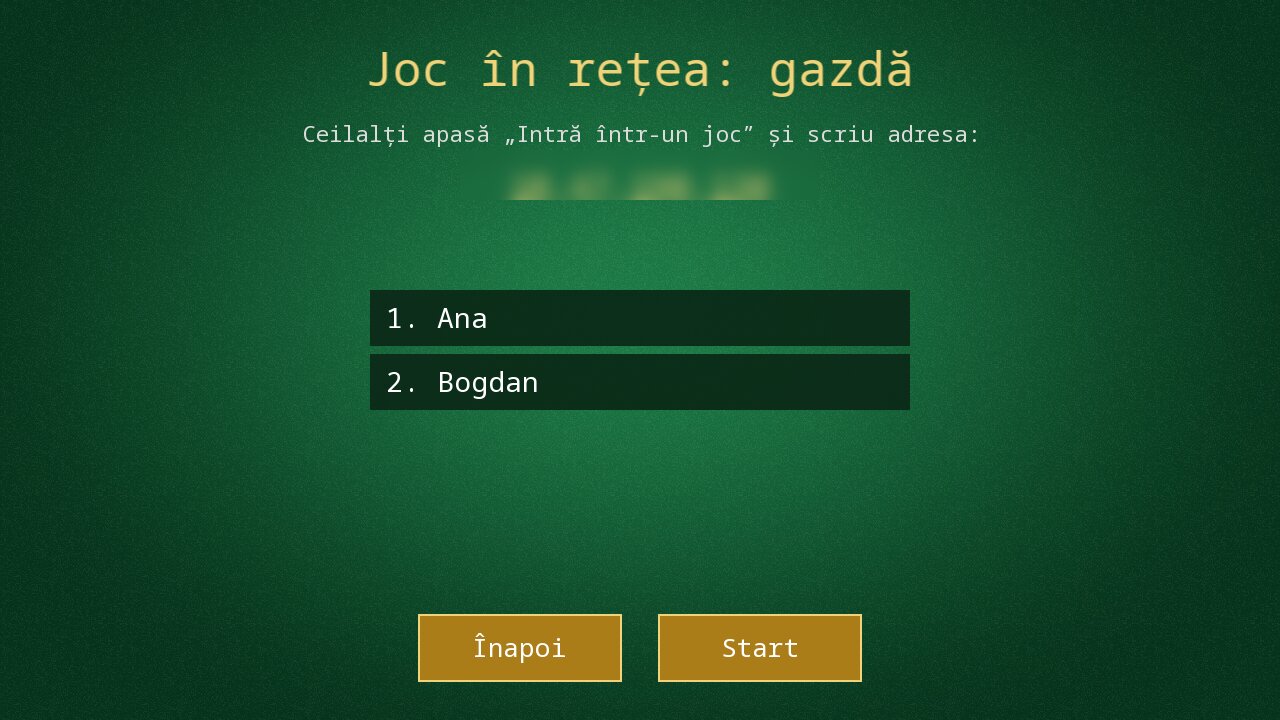 Joc în rețea: gazdă
Ceilalți apasă „Intră într-un joc” și scriu adresa:
1. Ana
2. Bogdan
Înapoi
Start